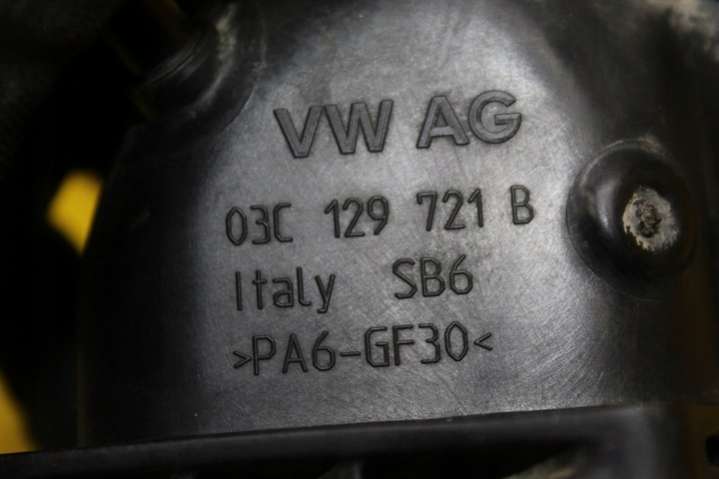 VW AG
03C 129 721 B
Italy SB6
>PA6-GF30<